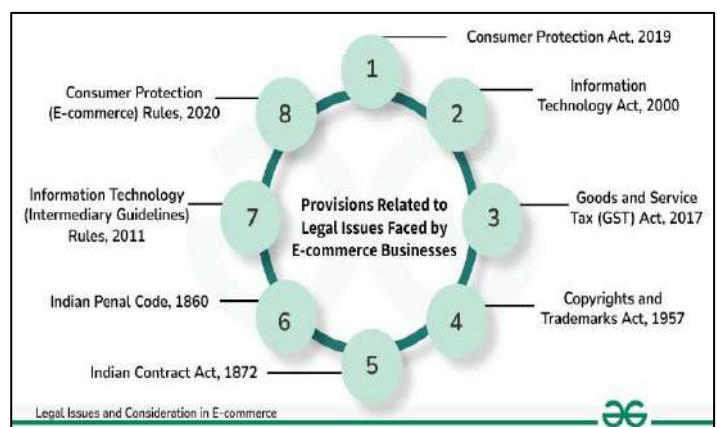 1
Consumer Protection Act, 2019
2
Information
Technology Act, 2000
3
Goods and Service
Tax (GST) Act, 2017
4
Copyrights and
Trademarks Act, 1957
5
Indian Contract Act, 1872
6
Indian Penal Code, 1860
7
Information Technology
(Intermediary Guidelines)
Rules, 2011
8
Consumer Protection
(E-commerce) Rules, 2020
Provisions Related to
Legal Issues Faced by
E-commerce Businesses
Legal Issues and Consideration in E-commerce